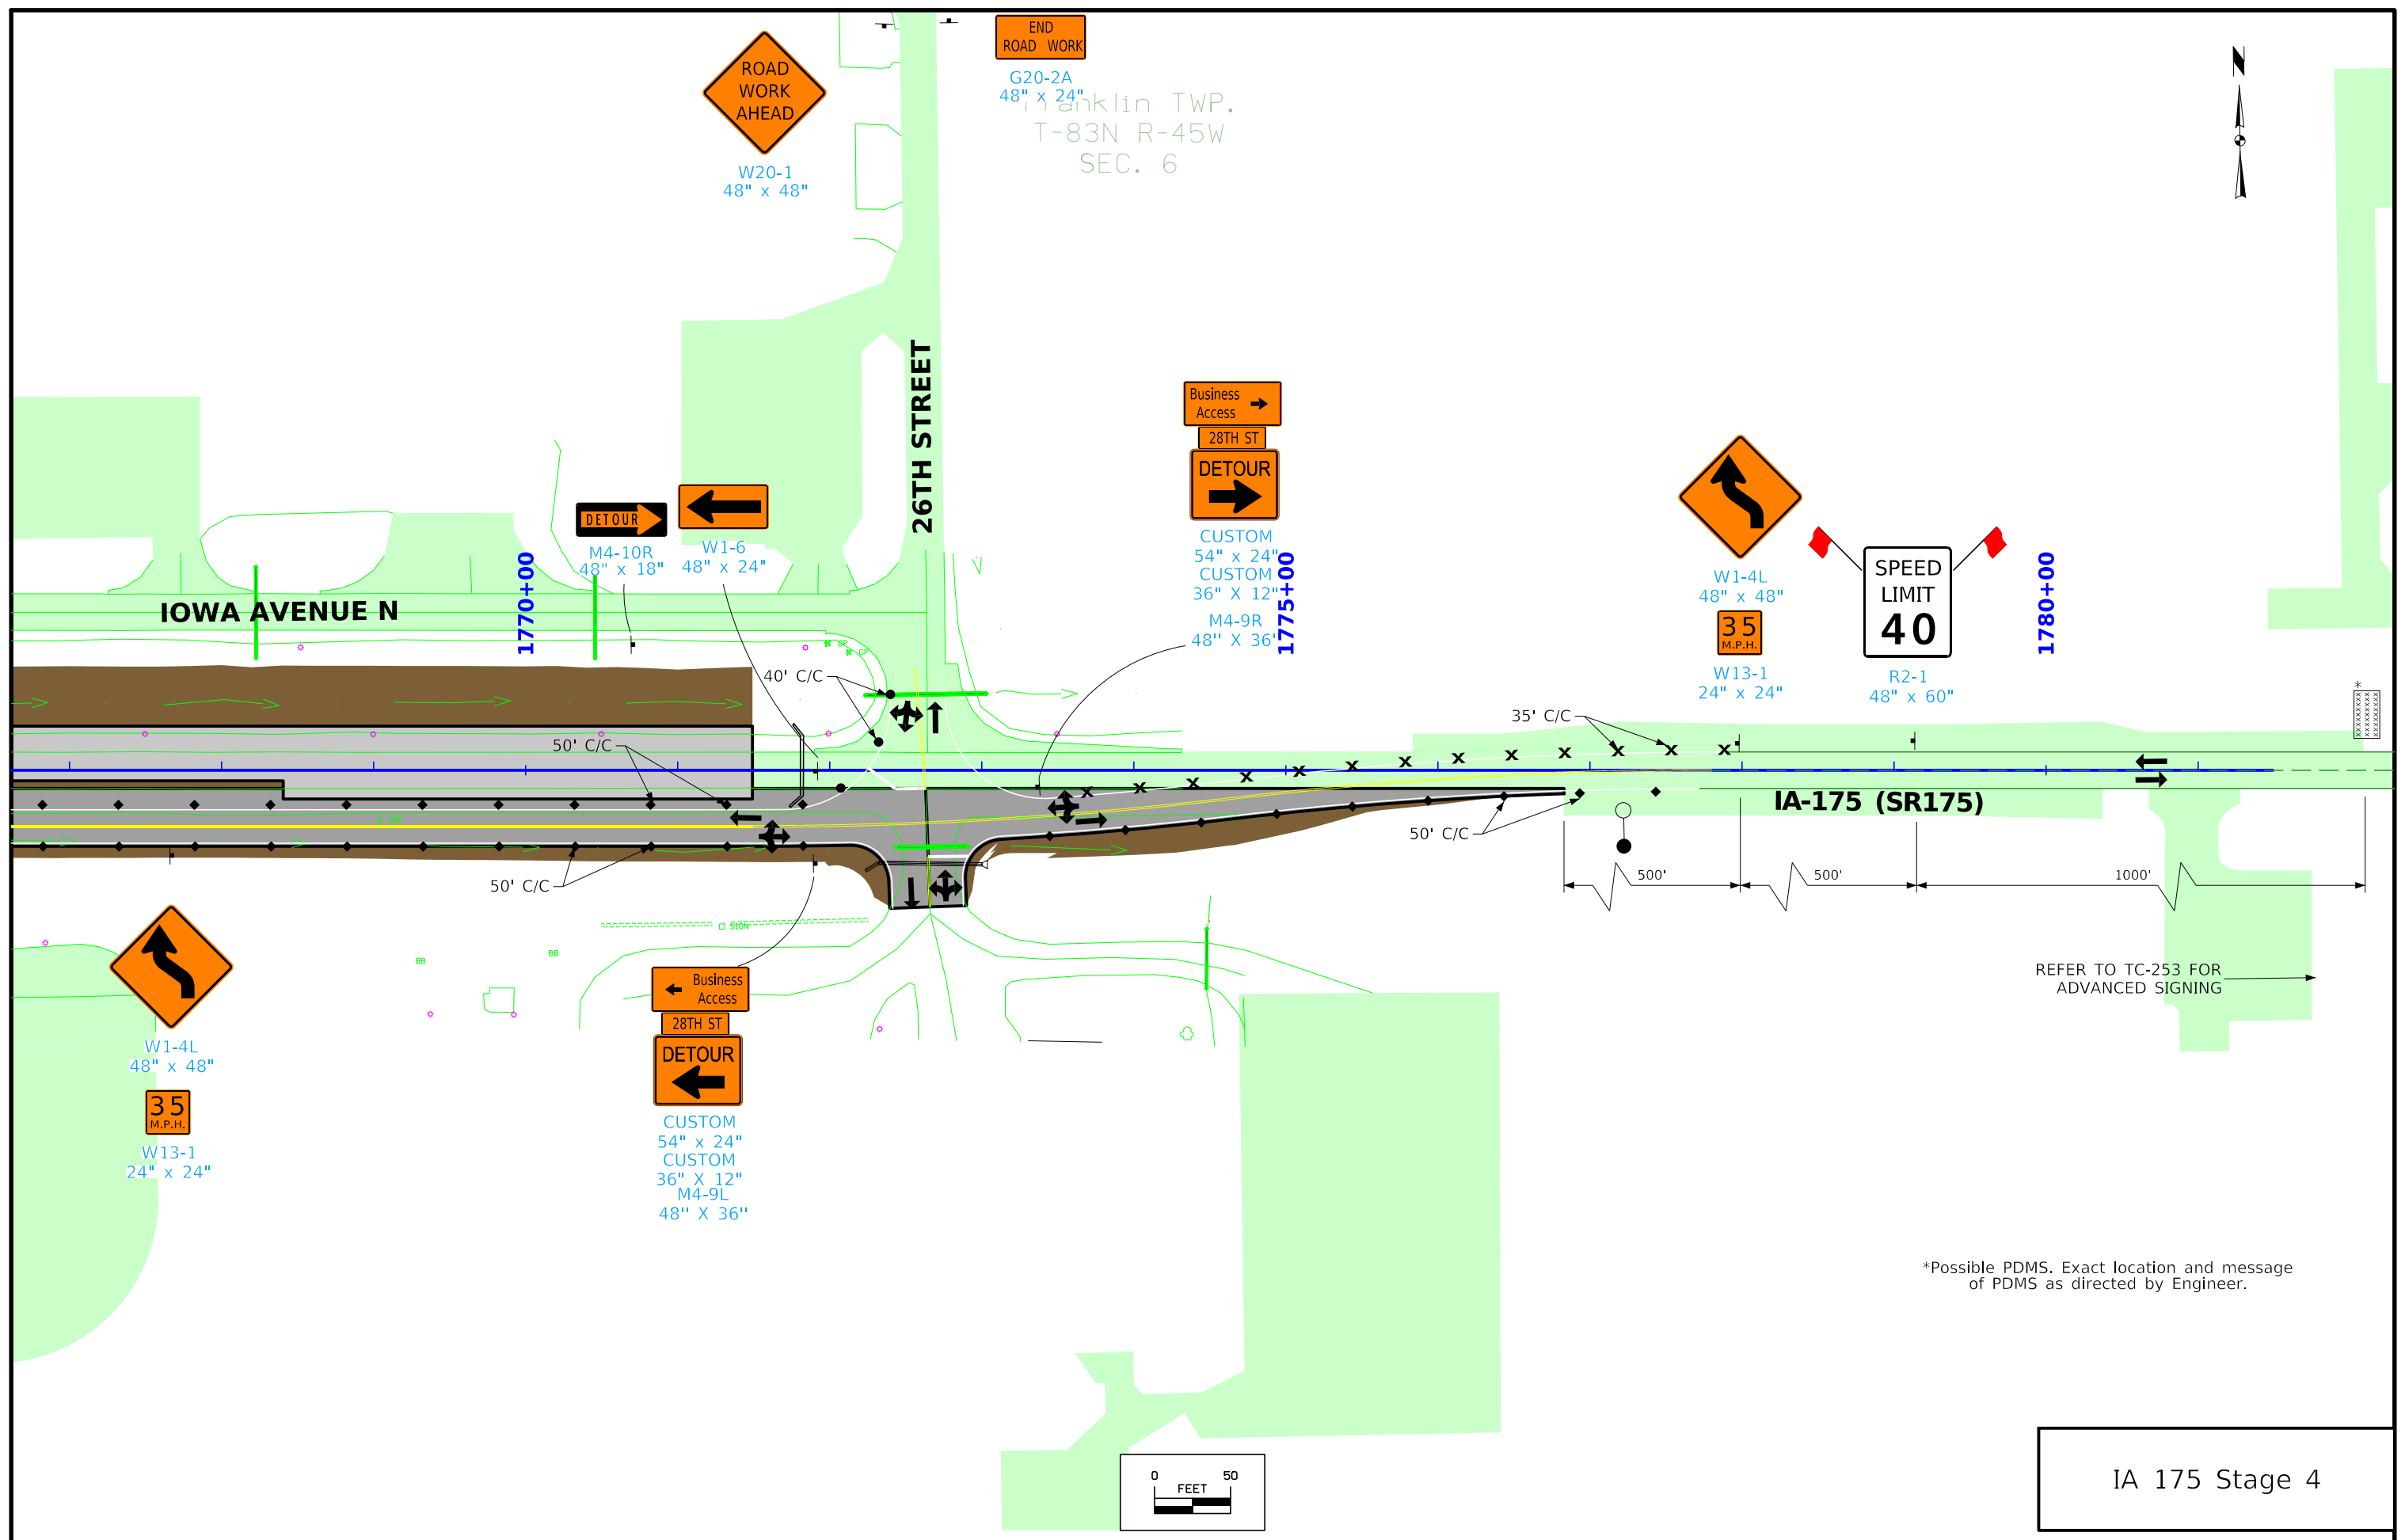 ROAD
WORK
AHEAD
W20-1
48" x 48"
END
ROAD WORK
G20-2A
48" x 24"
Franklin TWP.
T-83N R-45W
SEC. 6
N
26TH STREET
Business
Access
28TH ST
DETOUR
CUSTOM
54" x 24"
CUSTOM
36" X 12"
M4-9R
48" X 36"
DETOUR
M4-10R
48" x 18"
W1-6
48" x 24"
W1-4L
48" x 48"
35
M.P.H.
W13-1
24" x 24"
SPEED
LIMIT
40
R2-1
48" x 60"
IOWA AVENUE N
1770+00
1775+00
1780+00
GP
GP
40' C/C
50' C/C
35' C/C
*
IA-175 (SR175)
50' C/C
50' C/C
500'
500'
1000'
SIGN
BB
BB
REFER TO TC-253 FOR
ADVANCED SIGNING
W1-4L
48" x 48"
35
M.P.H.
W13-1
24" x 24"
Business
Access
28TH ST
DETOUR
CUSTOM
54" x 24"
CUSTOM
36" X 12"
M4-9L
48" X 36"
*Possible PDMS. Exact location and message
of PDMS as directed by Engineer.
0 50
FEET
IA 175 Stage 4